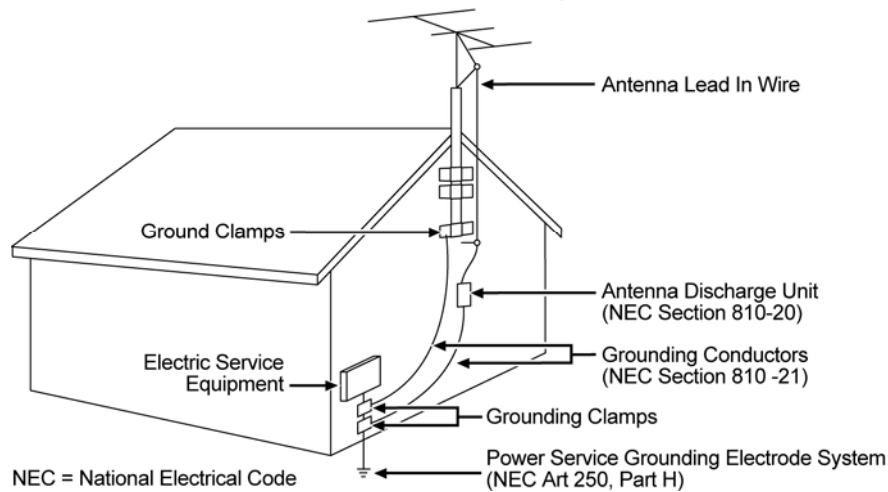 Antenna Lead In Wire
Ground Clamps
Antenna Discharge Unit
(NEC Section 810-20)
Electric Service
Equipment
Grounding Conductors
(NEC Section 810 -21)
Grounding Clamps
Power Service Grounding Electrode System
(NEC Art 250, Part H)
NEC = National Electrical Code